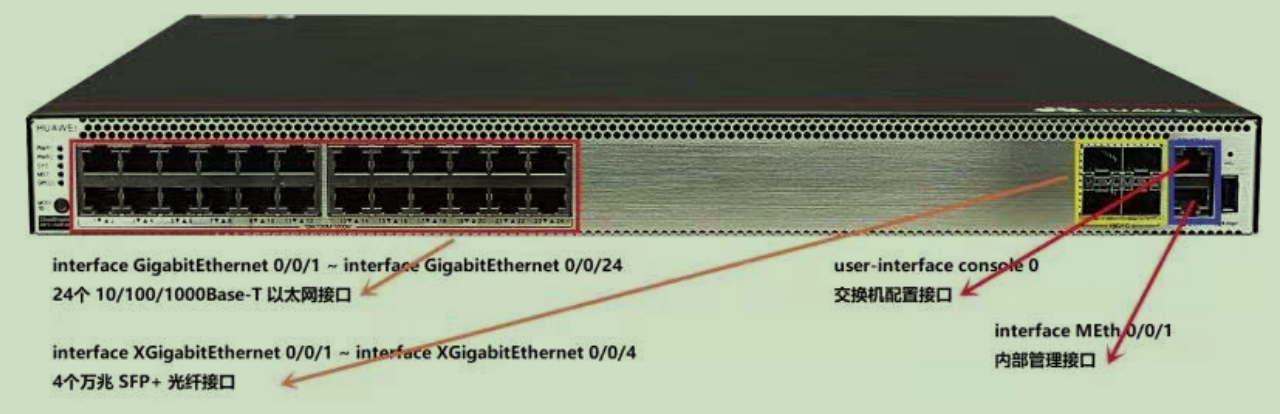 HUAWEI
HUAWEI
interface GigabitEthernet 0/0/1 ~ interface GigabitEthernet 0/0/24
24个 10/100/1000Base-T 以太网接口
user-interface console 0
交换机配置接口
interface MEth 0/0/1
内部管理接口
interface XGigabitEthernet 0/0/1 ~ interface XGigabitEthernet 0/0/4
4个万兆 SFP+ 光纤接口